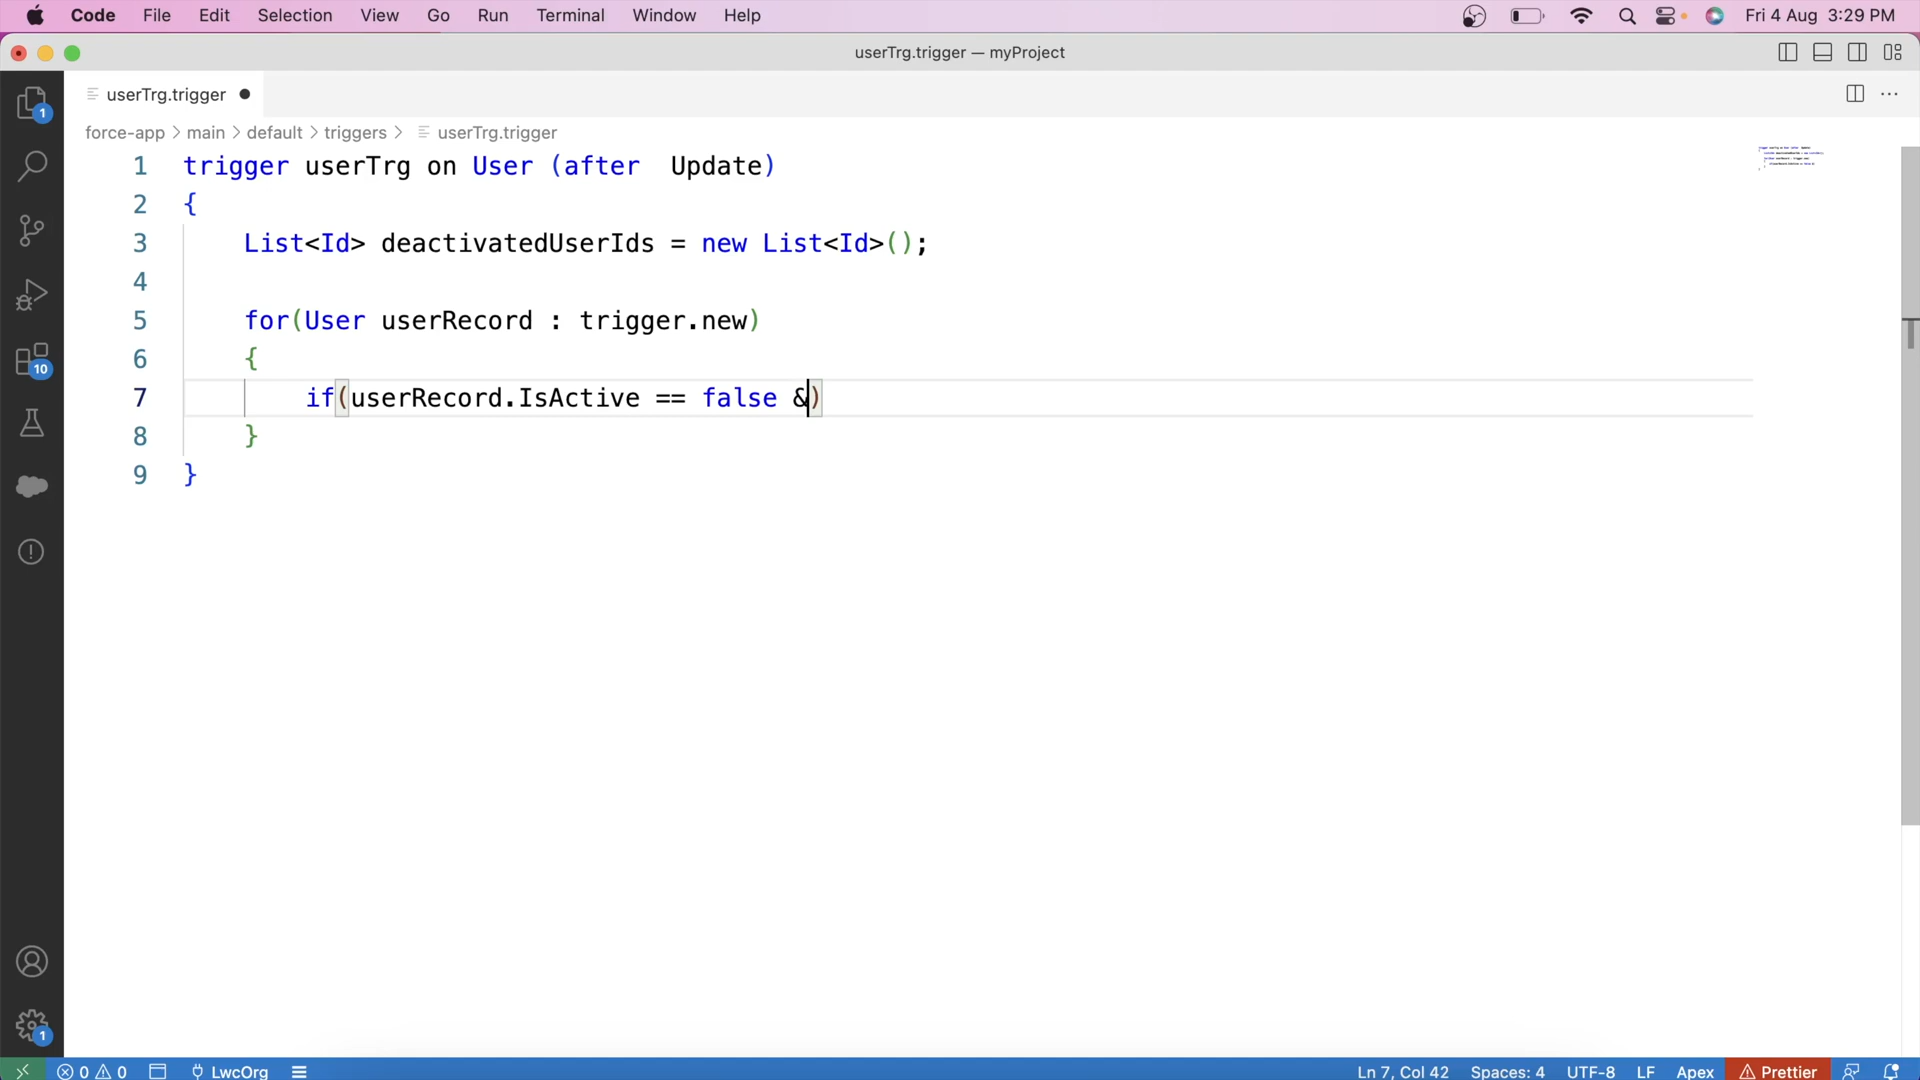 Code File Edit Selection View Go Run Terminal Window Help Fri 4 Aug 3:29 PM
userTrg.trigger — myProject
userTrg.trigger
force-app > main > default > triggers > userTrg.trigger
1 trigger userTrg on User (after  Update)
2 {
3     List<Id> deactivatedUserIds = new List<Id>();
4
5     for(User userRecord : trigger.new)
6     {
7         if(userRecord.IsActive == false &)
8     }
9 }
1
10
1
0 0 LwcOrg Ln 7, Col 42 Spaces: 4 UTF-8 LF Apex Prettier